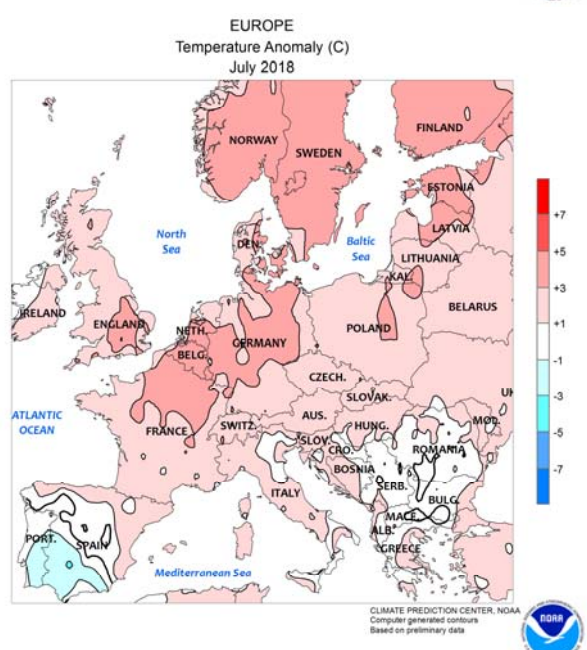 EUROPE
Temperature Anomaly (C)
July 2018
NORWAY
SWEDEN
FINLAND
ESTONIA
LATVIA
North
Sea
DEN.
Baltic
Sea
LITHUANIA
KAL.
IRELAND
ENGLAND
NETH.
BELG.
GERMANY
POLAND
BELARUS
CZECH.
SLOVAK.
UK
ATLANTIC
OCEAN
FRANCE
SWITZ.
AUS.
HUNG.
MOL.
SLOV.
CRO.
ROMANIA
BOSNIA
ITALY
SERB.
BULG.
PORT.
SPAIN
MACE.
ALB.
GREECE
Mediterranean Sea
+7
+5
+3
+1
-1
-3
-5
-7
CLIMATE PREDICTION CENTER, NOAA
Computer generated contours
Based on preliminary data
NOAA